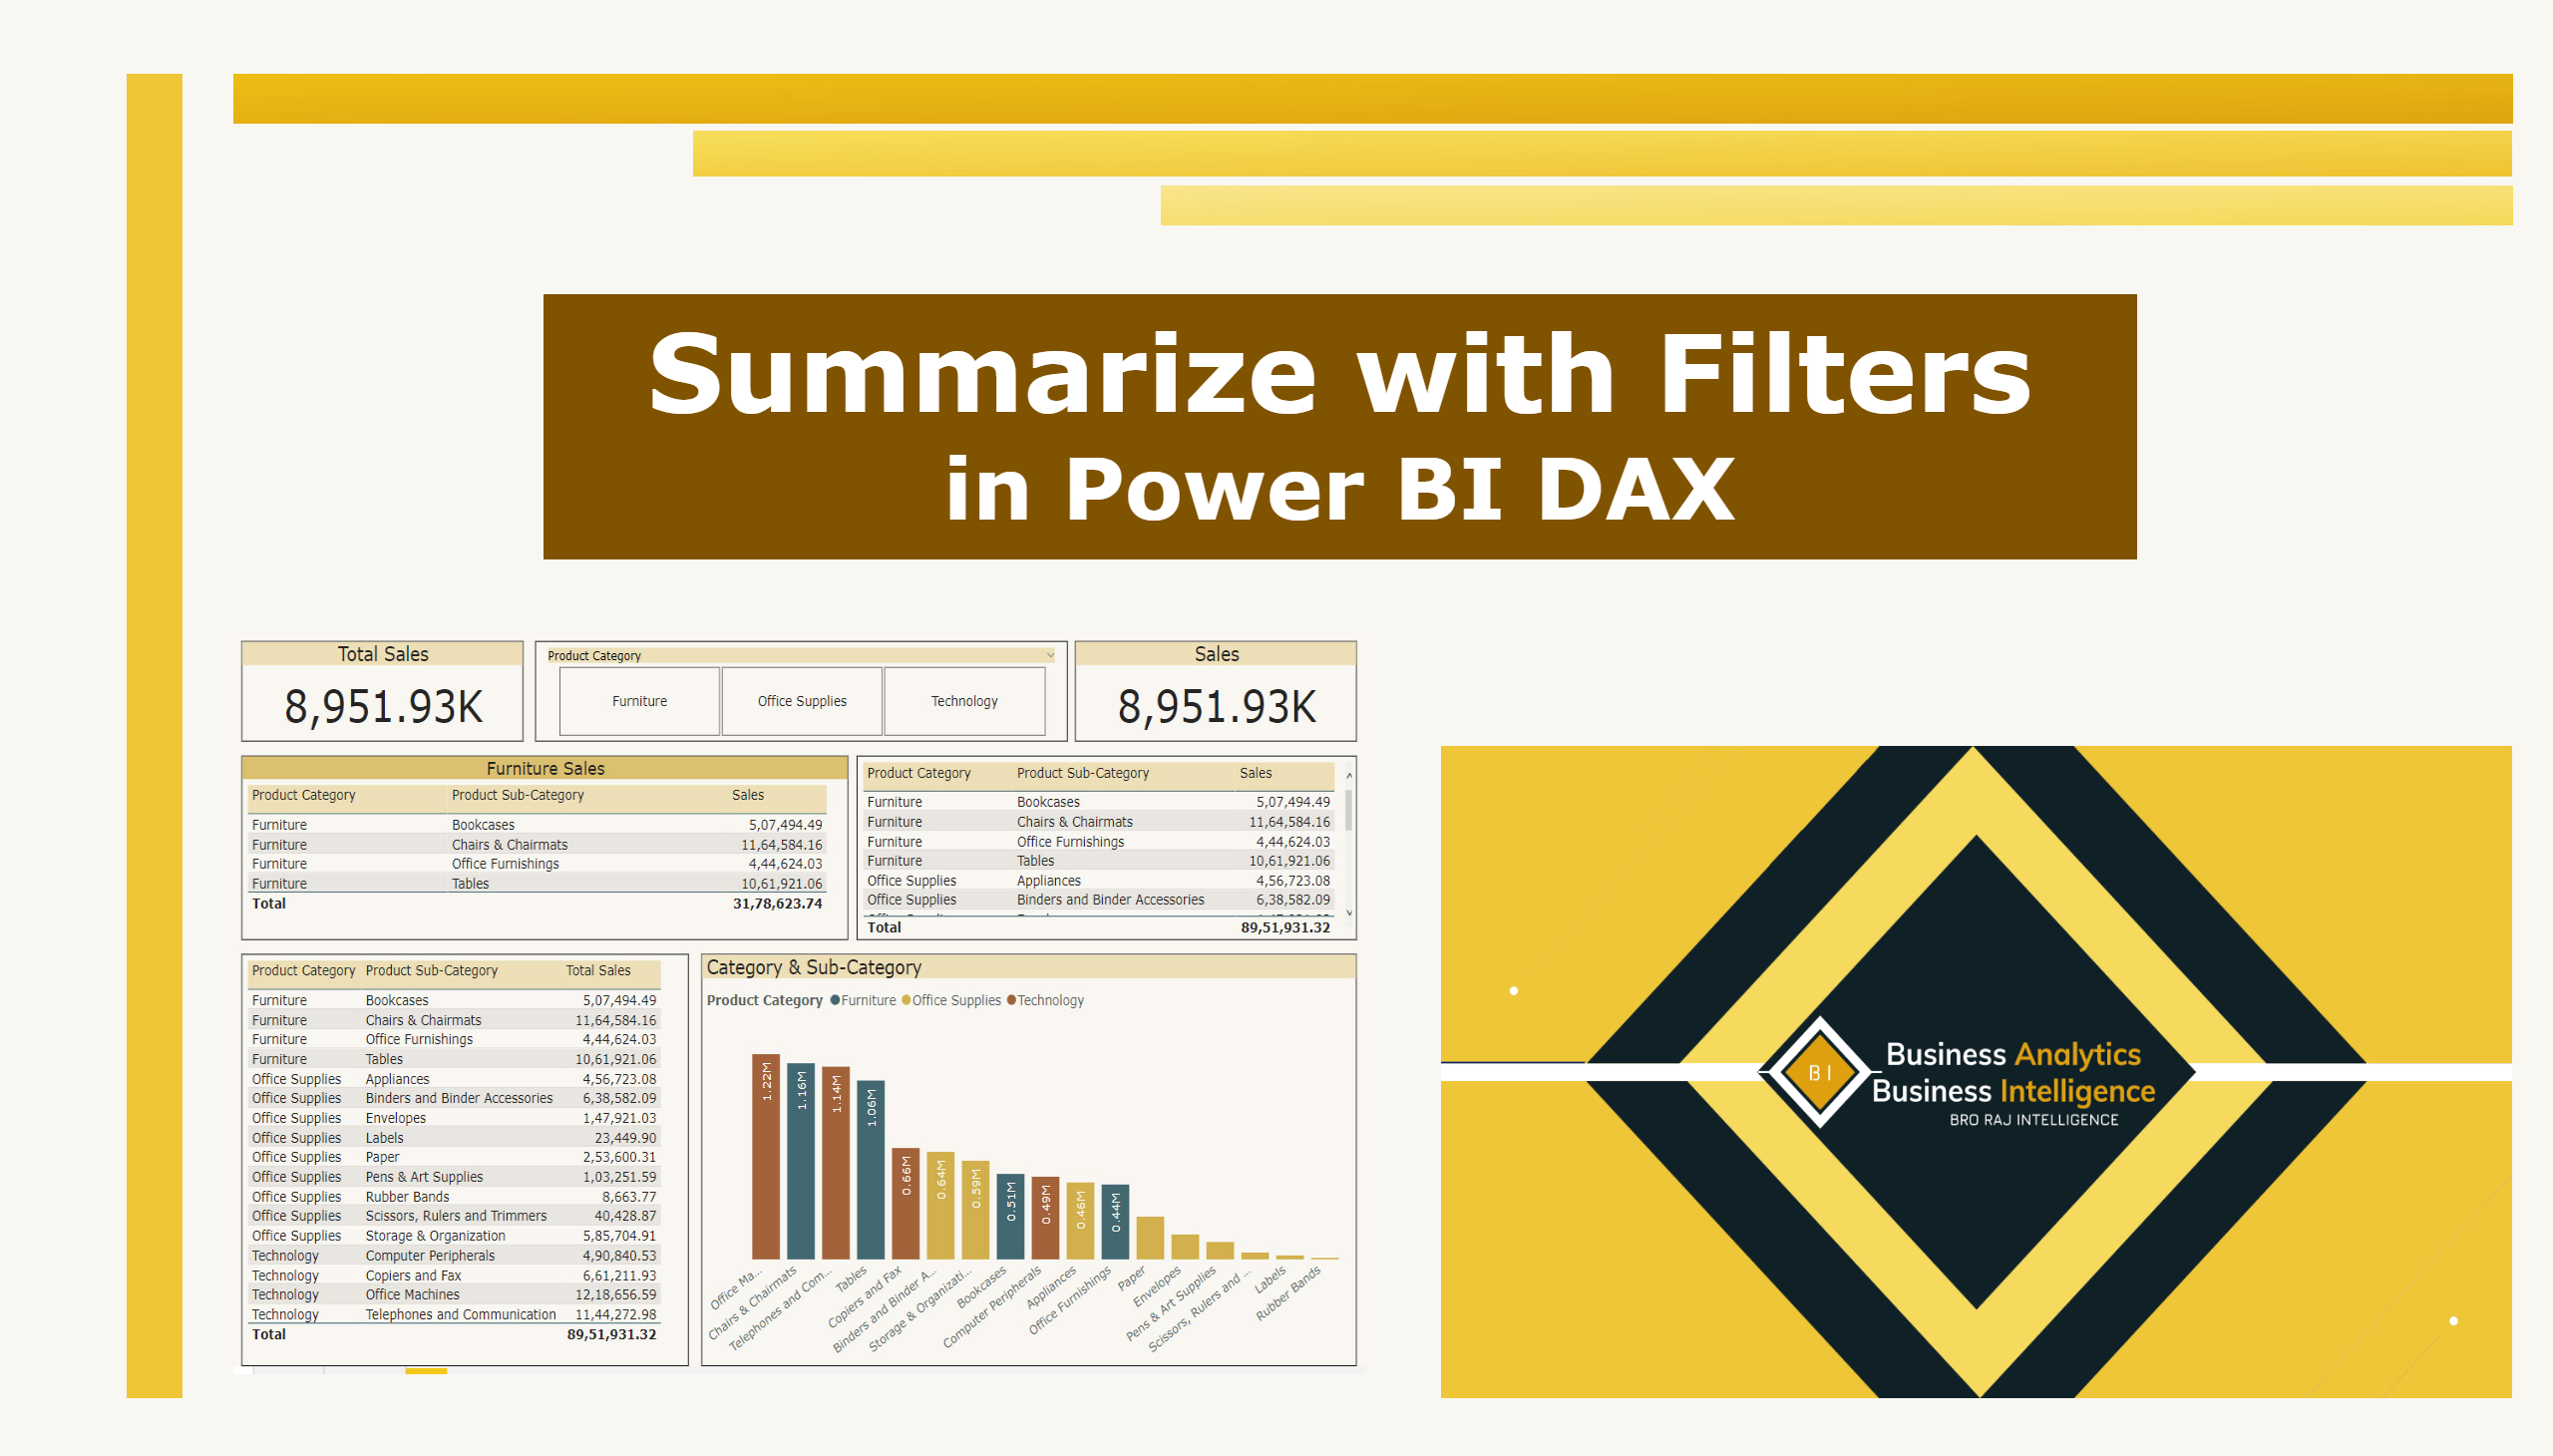 Summarize with Filters
in Power BI DAX
Total Sales
8,951.93K
Product Category
Furniture Office Supplies Technology
Sales
8,951.93K
Furniture Sales
Product Category Product Sub-Category Sales
Furniture Bookcases 5,07,494.49
Furniture Chairs & Chairmats 11,64,584.16
Furniture Office Furnishings 4,44,624.03
Furniture Tables 10,61,921.06
Total 31,78,623.74
Product Category Product Sub-Category Sales
Furniture Bookcases 5,07,494.49
Furniture Chairs & Chairmats 11,64,584.16
Furniture Office Furnishings 4,44,624.03
Furniture Tables 10,61,921.06
Office Supplies Appliances 4,56,723.08
Office Supplies Binders and Binder Accessories 6,38,582.09
Total 89,51,931.32
Product Category Product Sub-Category Total Sales
Furniture Bookcases 5,07,494.49
Furniture Chairs & Chairmats 11,64,584.16
Furniture Office Furnishings 4,44,624.03
Furniture Tables 10,61,921.06
Office Supplies Appliances 4,56,723.08
Office Supplies Binders and Binder Accessories 6,38,582.09
Office Supplies Envelopes 1,47,921.03
Office Supplies Labels 23,449.90
Office Supplies Paper 2,53,600.31
Office Supplies Pens & Art Supplies 1,03,251.59
Office Supplies Rubber Bands 8,663.77
Office Supplies Scissors, Rulers and Trimmers 40,428.87
Office Supplies Storage & Organization 5,85,704.91
Technology Computer Peripherals 4,90,840.53
Technology Copiers and Fax 6,61,211.93
Technology Office Machines 12,18,656.59
Technology Telephones and Communication 11,44,272.98
Total 89,51,931.32
Category & Sub-Category
Product Category Furniture Office Supplies Technology
1.22M
1.16M
1.14M
1.06M
0.66M
0.64M
0.59M
0.51M
0.49M
0.46M
0.44M
Office Ma...
Chairs & Chairmats
Telephones and Com...
Tables
Copiers and Fax
Binders and Binder A...
Storage & Organizati...
Bookcases
Computer Peripherals
Appliances
Office Furnishings
Paper
Envelopes
Pens & Art Supplies
Scissors, Rulers and ...
Labels
Rubber Bands
BI
Business Analytics
Business Intelligence
BRO RAJ INTELLIGENCE